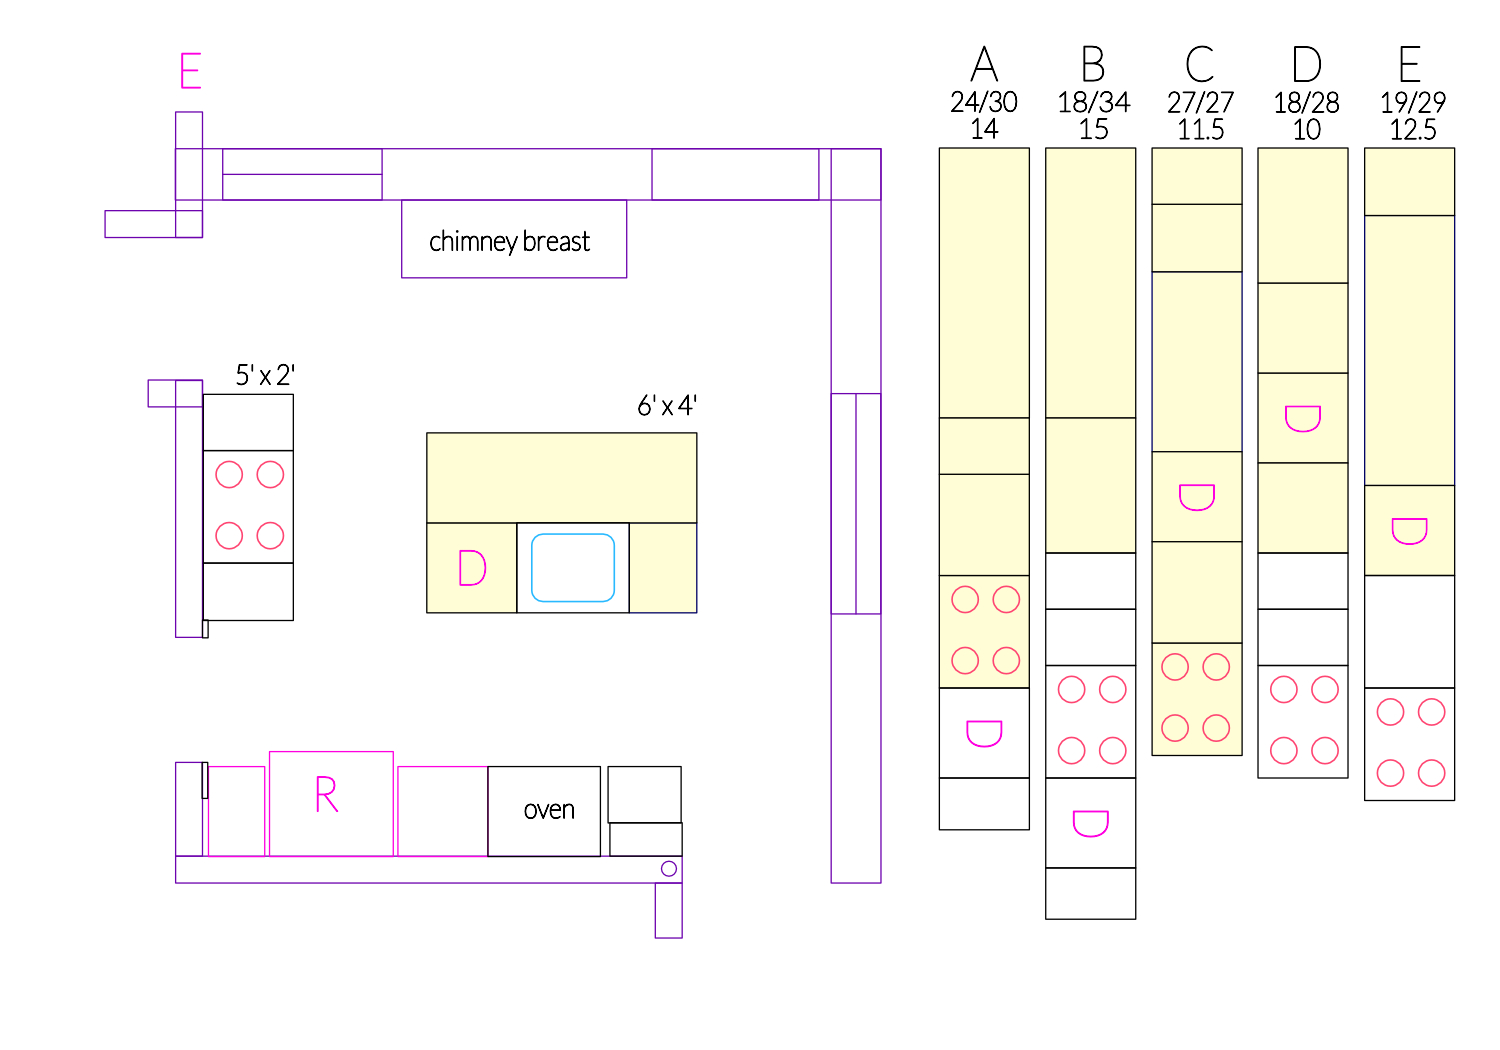 E
A
24/30
14
B
18/34
15
C
27/27
11.5
D
18/28
10
E
19/29
12.5
chimney breast
5' x 2'
6' x 4'
D
R
oven
D
D
D
D
D